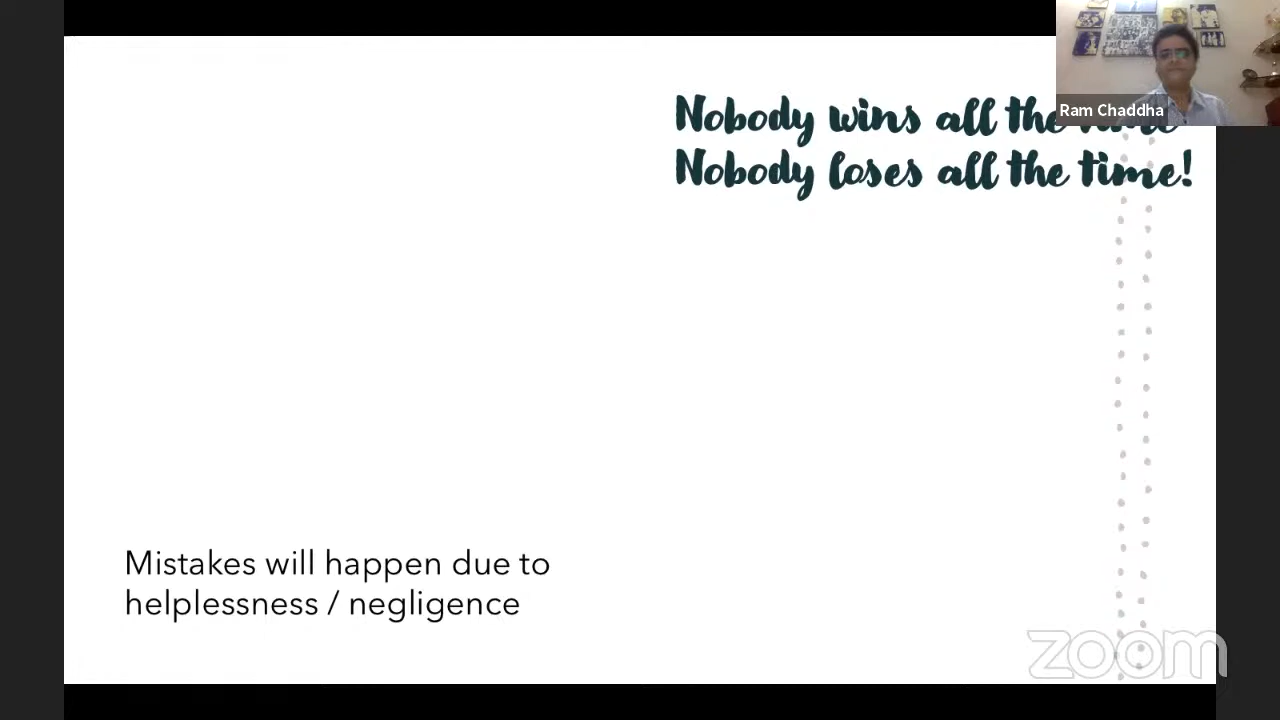 Nobody wins all the
Ram Chaddha
Nobody loses all the time!
Mistakes will happen due to
helplessness / negligence
zoom